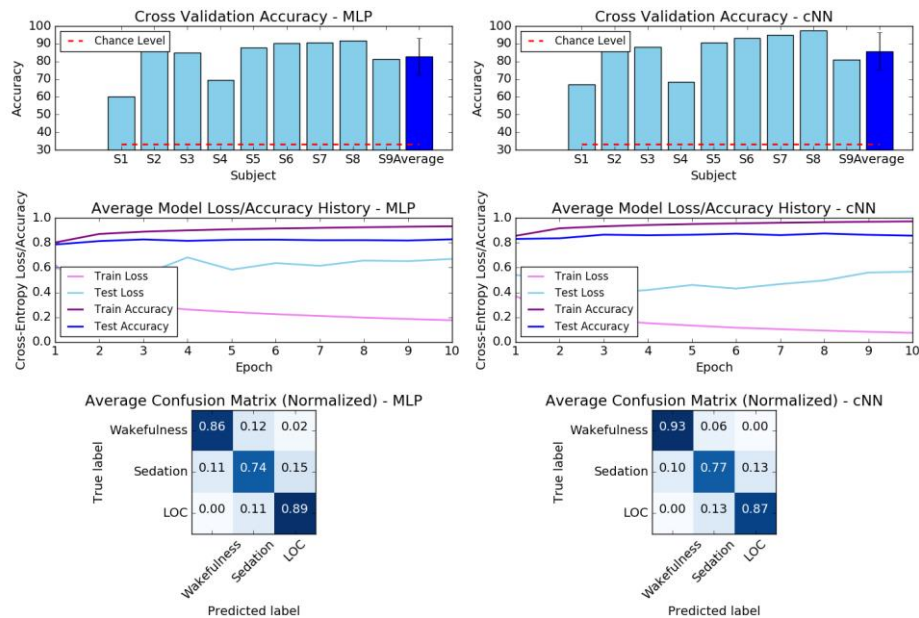 Cross Validation Accuracy - MLP
100
90
80
70
60
50
40
30
Accuracy
Chance Level
S1 S2 S3 S4 S5 S6 S7 S8 S9Average
Subject
Cross Validation Accuracy - cNN
100
90
80
70
60
50
40
30
Accuracy
Chance Level
S1 S2 S3 S4 S5 S6 S7 S8 S9Average
Subject
Average Model Loss/Accuracy History - MLP
1.0
0.8
0.6
0.4
0.2
0.0
Cross-Entropy Loss/Accuracy
Train Loss
Test Loss
Train Accuracy
Test Accuracy
1 2 3 4 5 6 7 8 9 10
Epoch
Average Model Loss/Accuracy History - cNN
1.0
0.8
0.6
0.4
0.2
0.0
Cross-Entropy Loss/Accuracy
Train Loss
Test Loss
Train Accuracy
Test Accuracy
1 2 3 4 5 6 7 8 9 10
Epoch
Average Confusion Matrix (Normalized) - MLP
True label
Wakefulness 0.86 0.12 0.02
Sedation 0.11 0.74 0.15
LOC 0.00 0.11 0.89
Wakefulness Sedation LOC
Predicted label
Average Confusion Matrix (Normalized) - cNN
True label
Wakefulness 0.93 0.06 0.00
Sedation 0.10 0.77 0.13
LOC 0.00 0.13 0.87
Wakefulness Sedation LOC
Predicted label